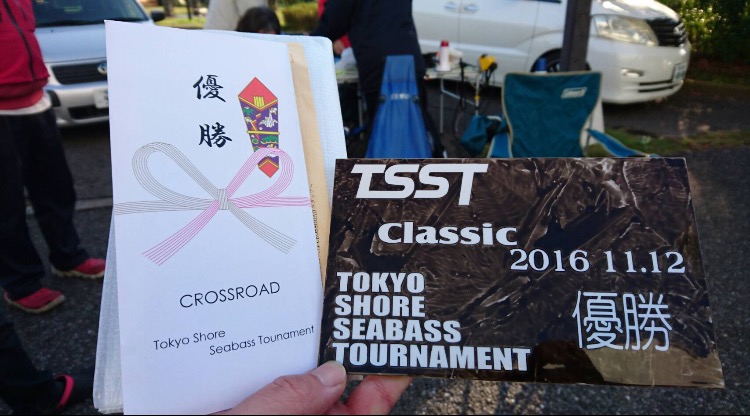 優勝
CROSSROAD
Tokyo Shore
Seabass Tounament
TSST
Classic
2016 11.12
TOKYO
SHORE
SEABASS
TOURNAMENT
優勝